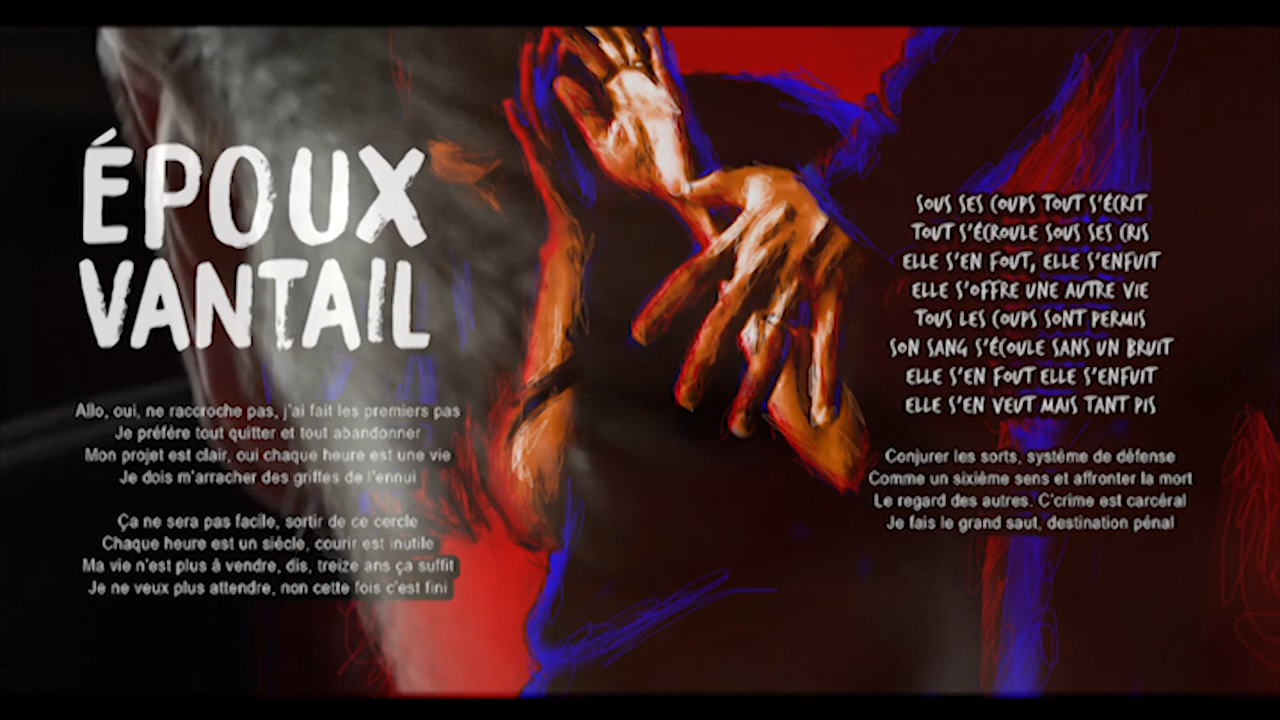 ÉPOUX
VANTAIL
Allo, oui, ne raccroche pas, j'ai fait les premiers pas
Je préfère tout quitter et tout abandonner
Mon projet est clair, oui chaque heure est une vie
Je dois m'arracher des griffes de l'ennui
Ça ne sera pas facile, sortir de ce cercle
Chaque heure est un siècle, courir est inutile
Ma vie n'est plus à vendre, dis, treize ans ça suffit
Je ne veux plus attendre, non cette fois c'est fini
SOUS SES COUPS TOUT S'ÉCRIT
TOUT S'ÉCROULE SOUS SES CRIS
ELLE S'EN FOUT, ELLE S'ENFUIT
ELLE S'OFFRE UNE AUTRE VIE
TOUS LES COUPS SONT PERMIS
SON SANG S'ÉCOULE SANS UN BRUIT
ELLE S'EN FOUT ELLE S'ENFUIT
ELLE S'EN VEUT MAIS TANT PIS
Conjurer les sorts, système de défense
Comme un sixième sens et affronter la mort
Le regard des autres. C'crime est carcéral
Je fais le grand saut, destination pénal